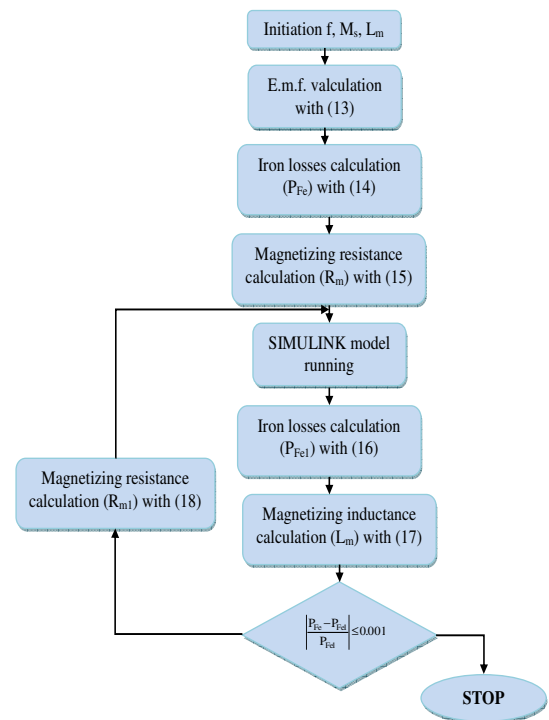 Initiation f, Ms, Lm
E.m.f. valculation
with (13)
Iron losses calculation
(PFe) with (14)
Magnetizing resistance
calculation (Rm) with (15)
SIMULINK model
running
Iron losses calculation
(PFe1) with (16)
Magnetizing resistance
calculation (Rm1) with (18)
Magnetizing inductance
calculation (Lm) with (17)
|PFe − PFe1 / PFe1| ≤ 0.001
STOP